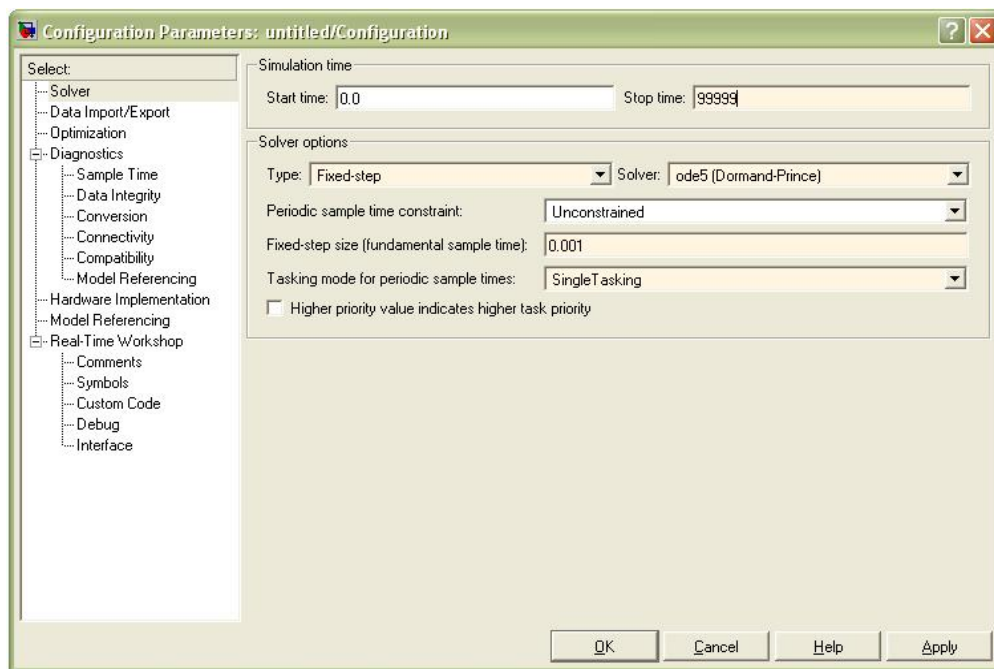 Configuration Parameters: untitled/Configuration
Select:
Solver
Data Import/Export
Optimization
Diagnostics
Sample Time
Data Integrity
Conversion
Connectivity
Compatibility
Model Referencing
Hardware Implementation
Model Referencing
Real-Time Workshop
Comments
Symbols
Custom Code
Debug
Interface
Simulation time
Start time: 0.0 Stop time: 99999
Solver options
Type: Fixed-step Solver: ode5 (Dormand-Prince)
Periodic sample time constraint: Unconstrained
Fixed-step size (fundamental sample time): 0.001
Tasking mode for periodic sample times: SingleTasking
Higher priority value indicates higher task priority
OK Cancel Help Apply